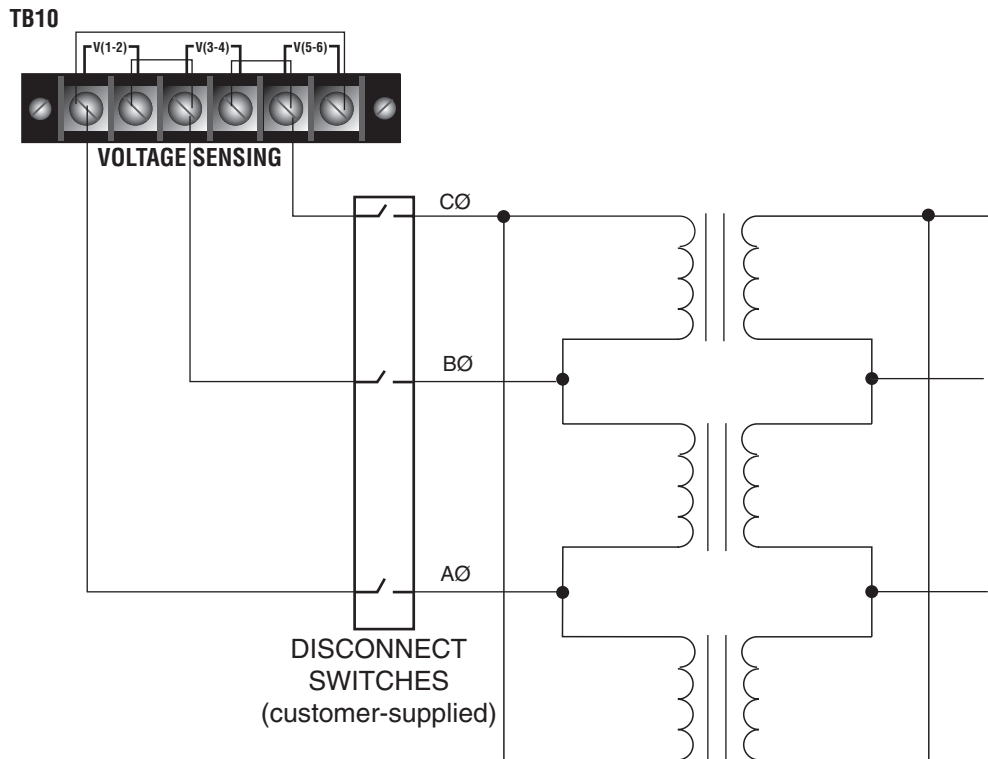 TB10
V(1-2) V(3-4) V(5-6)
VOLTAGE SENSING
CØ
BØ
AØ
DISCONNECT
SWITCHES
(customer-supplied)